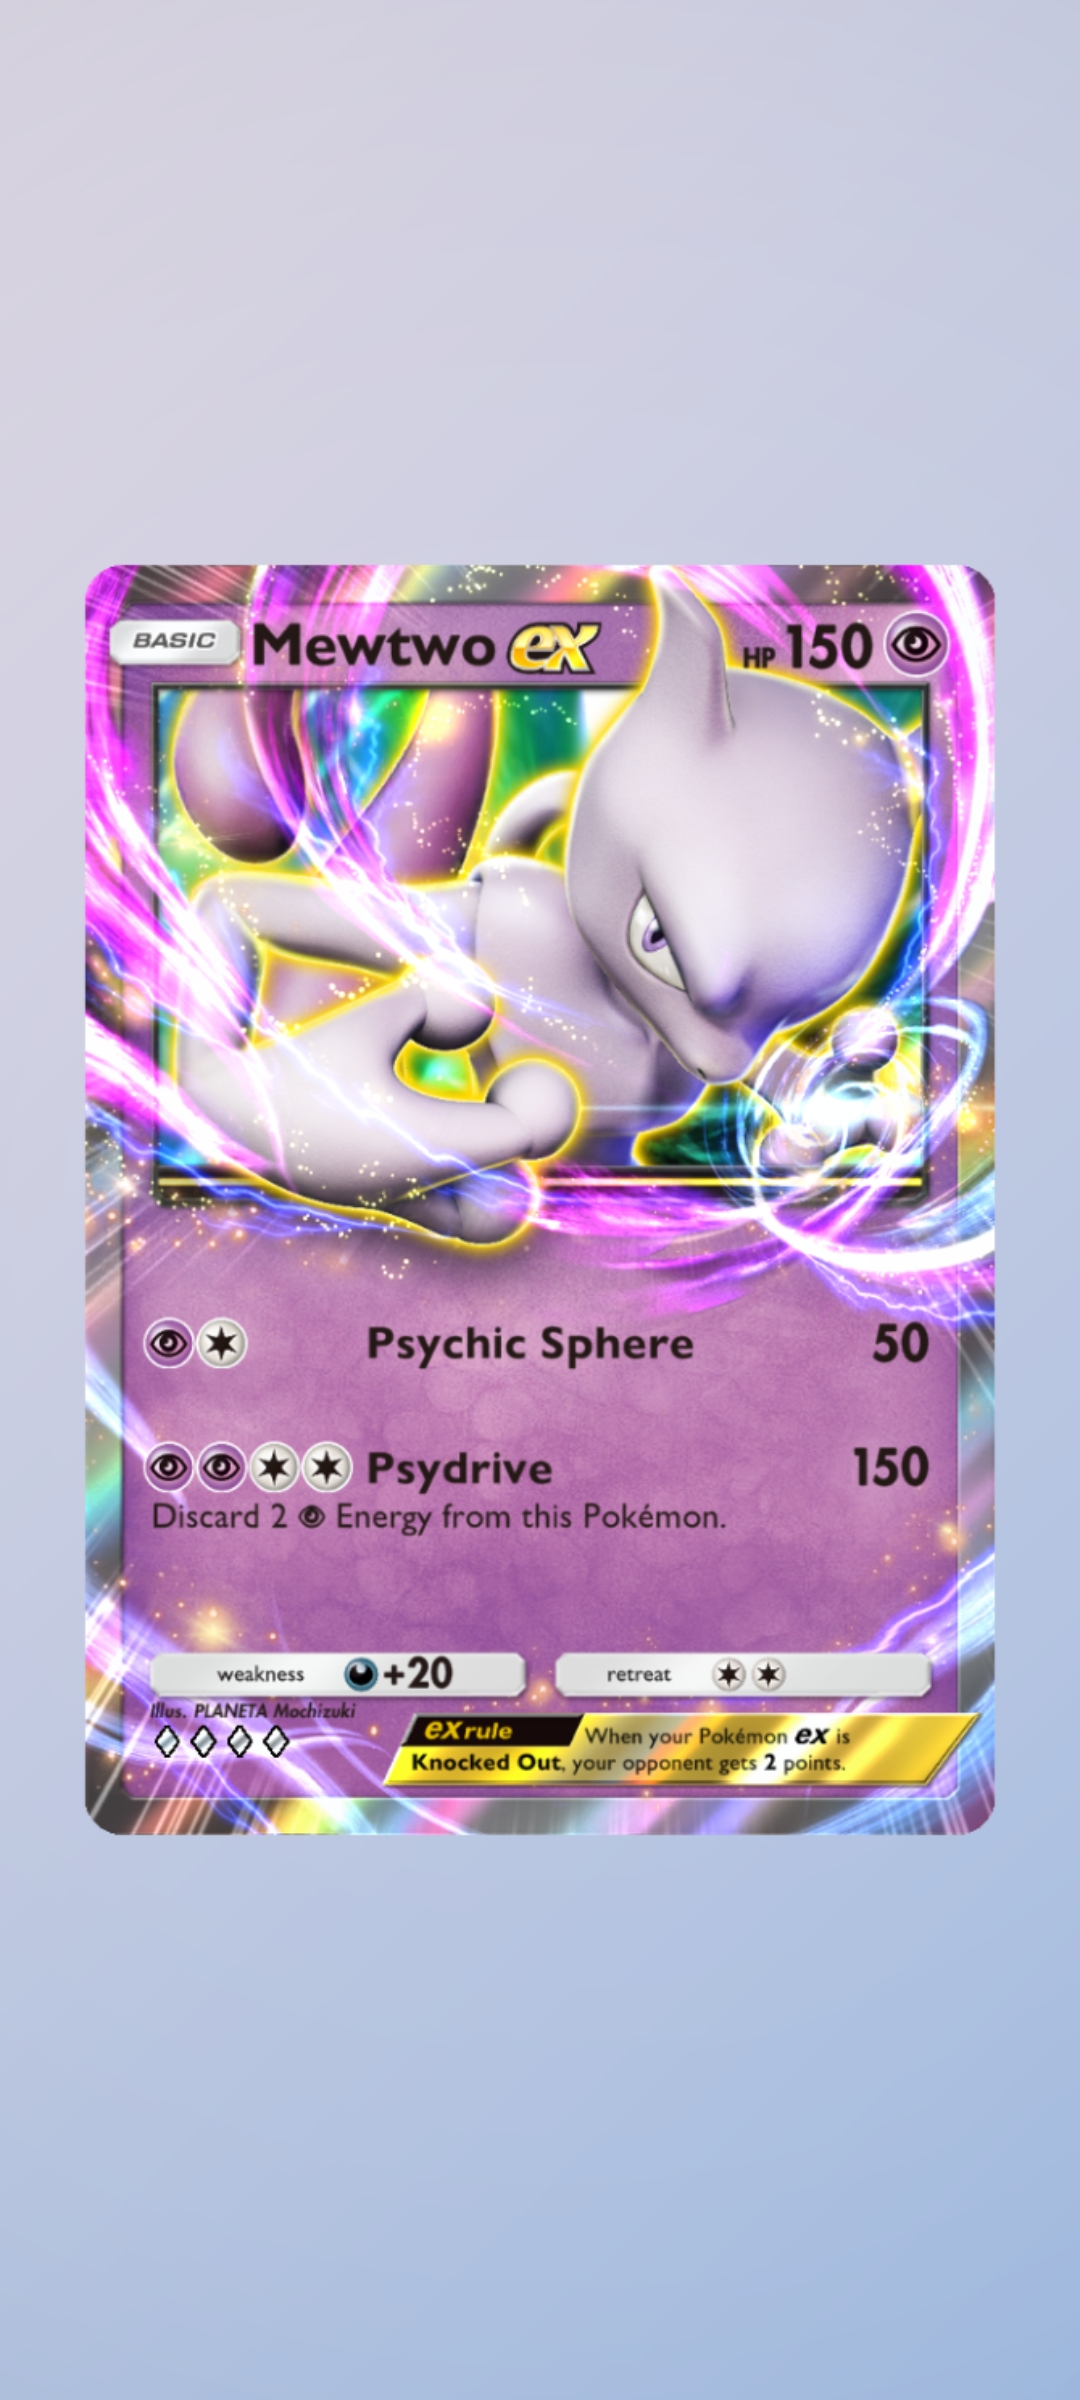 BASIC Mewtwo ex HP 150
Psychic Sphere 50
Psydrive 150
Discard 2 Energy from this Pokémon.
weakness +20 retreat
Illus. PLANETA Mochizuki
ex rule When your Pokémon ex is
Knocked Out, your opponent gets 2 points.